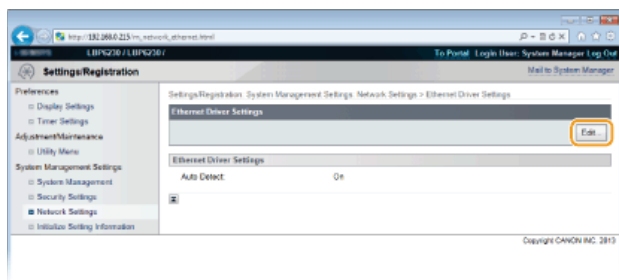 http://192.168.0.215/m_network_ethernet.html
LBP6230 / LBP6230 /
To Portal Login User: System Manager Log Out
Settings/Registration
Mail to System Manager
Preferences
Display Settings
Timer Settings
Adjustment/Maintenance
Utility Menu
System Management Settings
System Management
Security Settings
Network Settings
Initialize Setting Information
Settings/Registration: System Management Settings: Network Settings > Ethernet Driver Settings
Ethernet Driver Settings
Edit...
Ethernet Driver Settings
Auto Detect: On
Copyright CANON INC. 2013